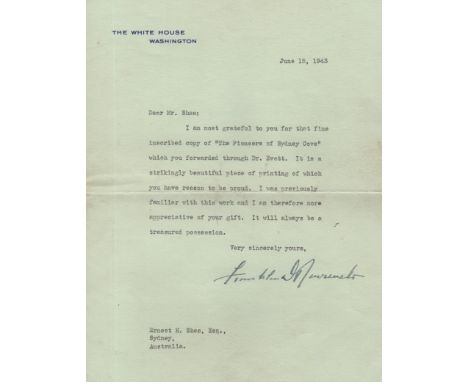 THE WHITE HOUSE
WASHINGTON
June 18, 1943
Dear Mr. Shea;
I am most grateful to you for that fine
inscribed copy of "The Pioneers of Sydney Cove"
which you forwarded through Dr. Evatt. It is a
strikingly beautiful piece of printing of which
you have reason to be proud. I was previously
familiar with this work and I am therefore more
appreciative of your gift. It will always be a
treasured possession.
Very sincerely yours,
Franklin D Roosevelt
Ernest H. Shea, Esq.,
Sydney,
Australia.